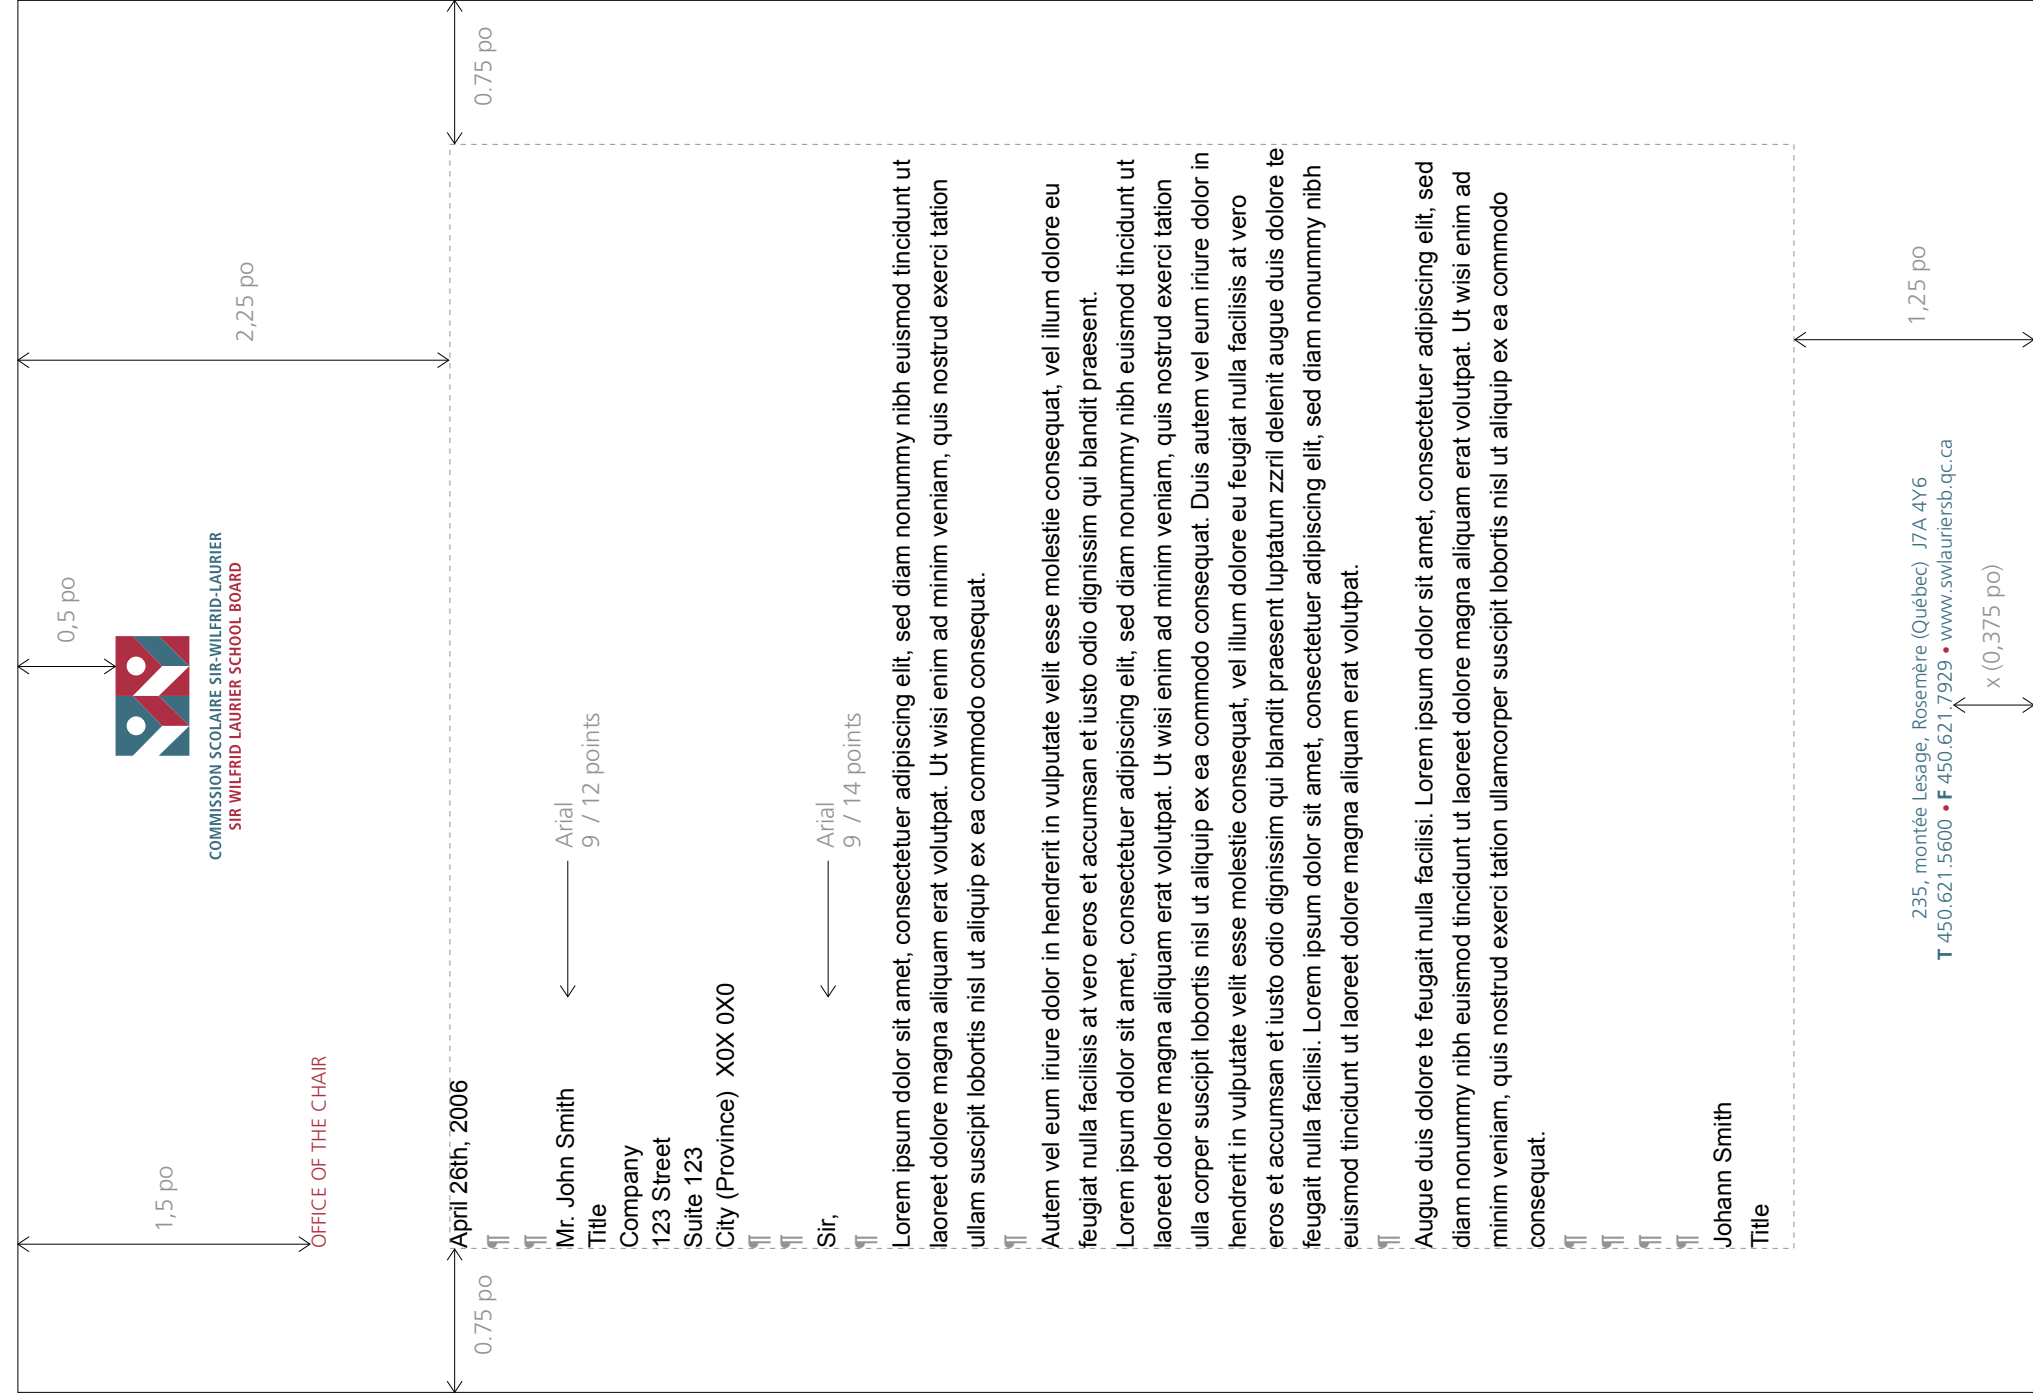 0,5 po
COMMISSION SCOLAIRE SIR-WILFRID-LAURIER
SIR WILFRID LAURIER SCHOOL BOARD
1,5 po
2,25 po
OFFICE OF THE CHAIR
0.75 po
0.75 po
April 26th, 2006
¶
¶
Mr. John Smith
Title
Company
123 Street
Suite 123
City (Province)  X0X 0X0
Arial
9 / 12 points
¶
¶
Sir,
Arial
9 / 14 points
¶
Lorem ipsum dolor sit amet, consectetuer adipiscing elit, sed diam nonummy nibh euismod tincidunt ut
laoreet dolore magna aliquam erat volutpat. Ut wisi enim ad minim veniam, quis nostrud exerci tation
ullam suscipit lobortis nisl ut aliquip ex ea commodo consequat.
¶
Autem vel eum iriure dolor in hendrerit in vulputate velit esse molestie consequat, vel illum dolore eu
feugiat nulla facilisis at vero eros et accumsan et iusto odio dignissim qui blandit praesent.
Lorem ipsum dolor sit amet, consectetuer adipiscing elit, sed diam nonummy nibh euismod tincidunt ut
laoreet dolore magna aliquam erat volutpat. Ut wisi enim ad minim veniam, quis nostrud exerci tation
ulla corper suscipit lobortis nisl ut aliquip ex ea commodo consequat. Duis autem vel eum iriure dolor in
hendrerit in vulputate velit esse molestie consequat, vel illum dolore eu feugiat nulla facilisis at vero
eros et accumsan et iusto odio dignissim qui blandit praesent luptatum zzril delenit augue duis dolore te
feugait nulla facilisi. Lorem ipsum dolor sit amet, consectetuer adipiscing elit, sed diam nonummy nibh
euismod tincidunt ut laoreet dolore magna aliquam erat volutpat.
¶
Augue duis dolore te feugait nulla facilisi. Lorem ipsum dolor sit amet, consectetuer adipiscing elit, sed
diam nonummy nibh euismod tincidunt ut laoreet dolore magna aliquam erat volutpat. Ut wisi enim ad
minim veniam, quis nostrud exerci tation ullamcorper suscipit lobortis nisl ut aliquip ex ea commodo
consequat.
¶
¶
¶
¶
Johann Smith
Title
1,25 po
235, montée Lesage, Rosemère (Québec)  J7A 4Y6
T 450.621.5600 • F 450.621.7929 • www.swlauriersb.qc.ca
x (0,375 po)